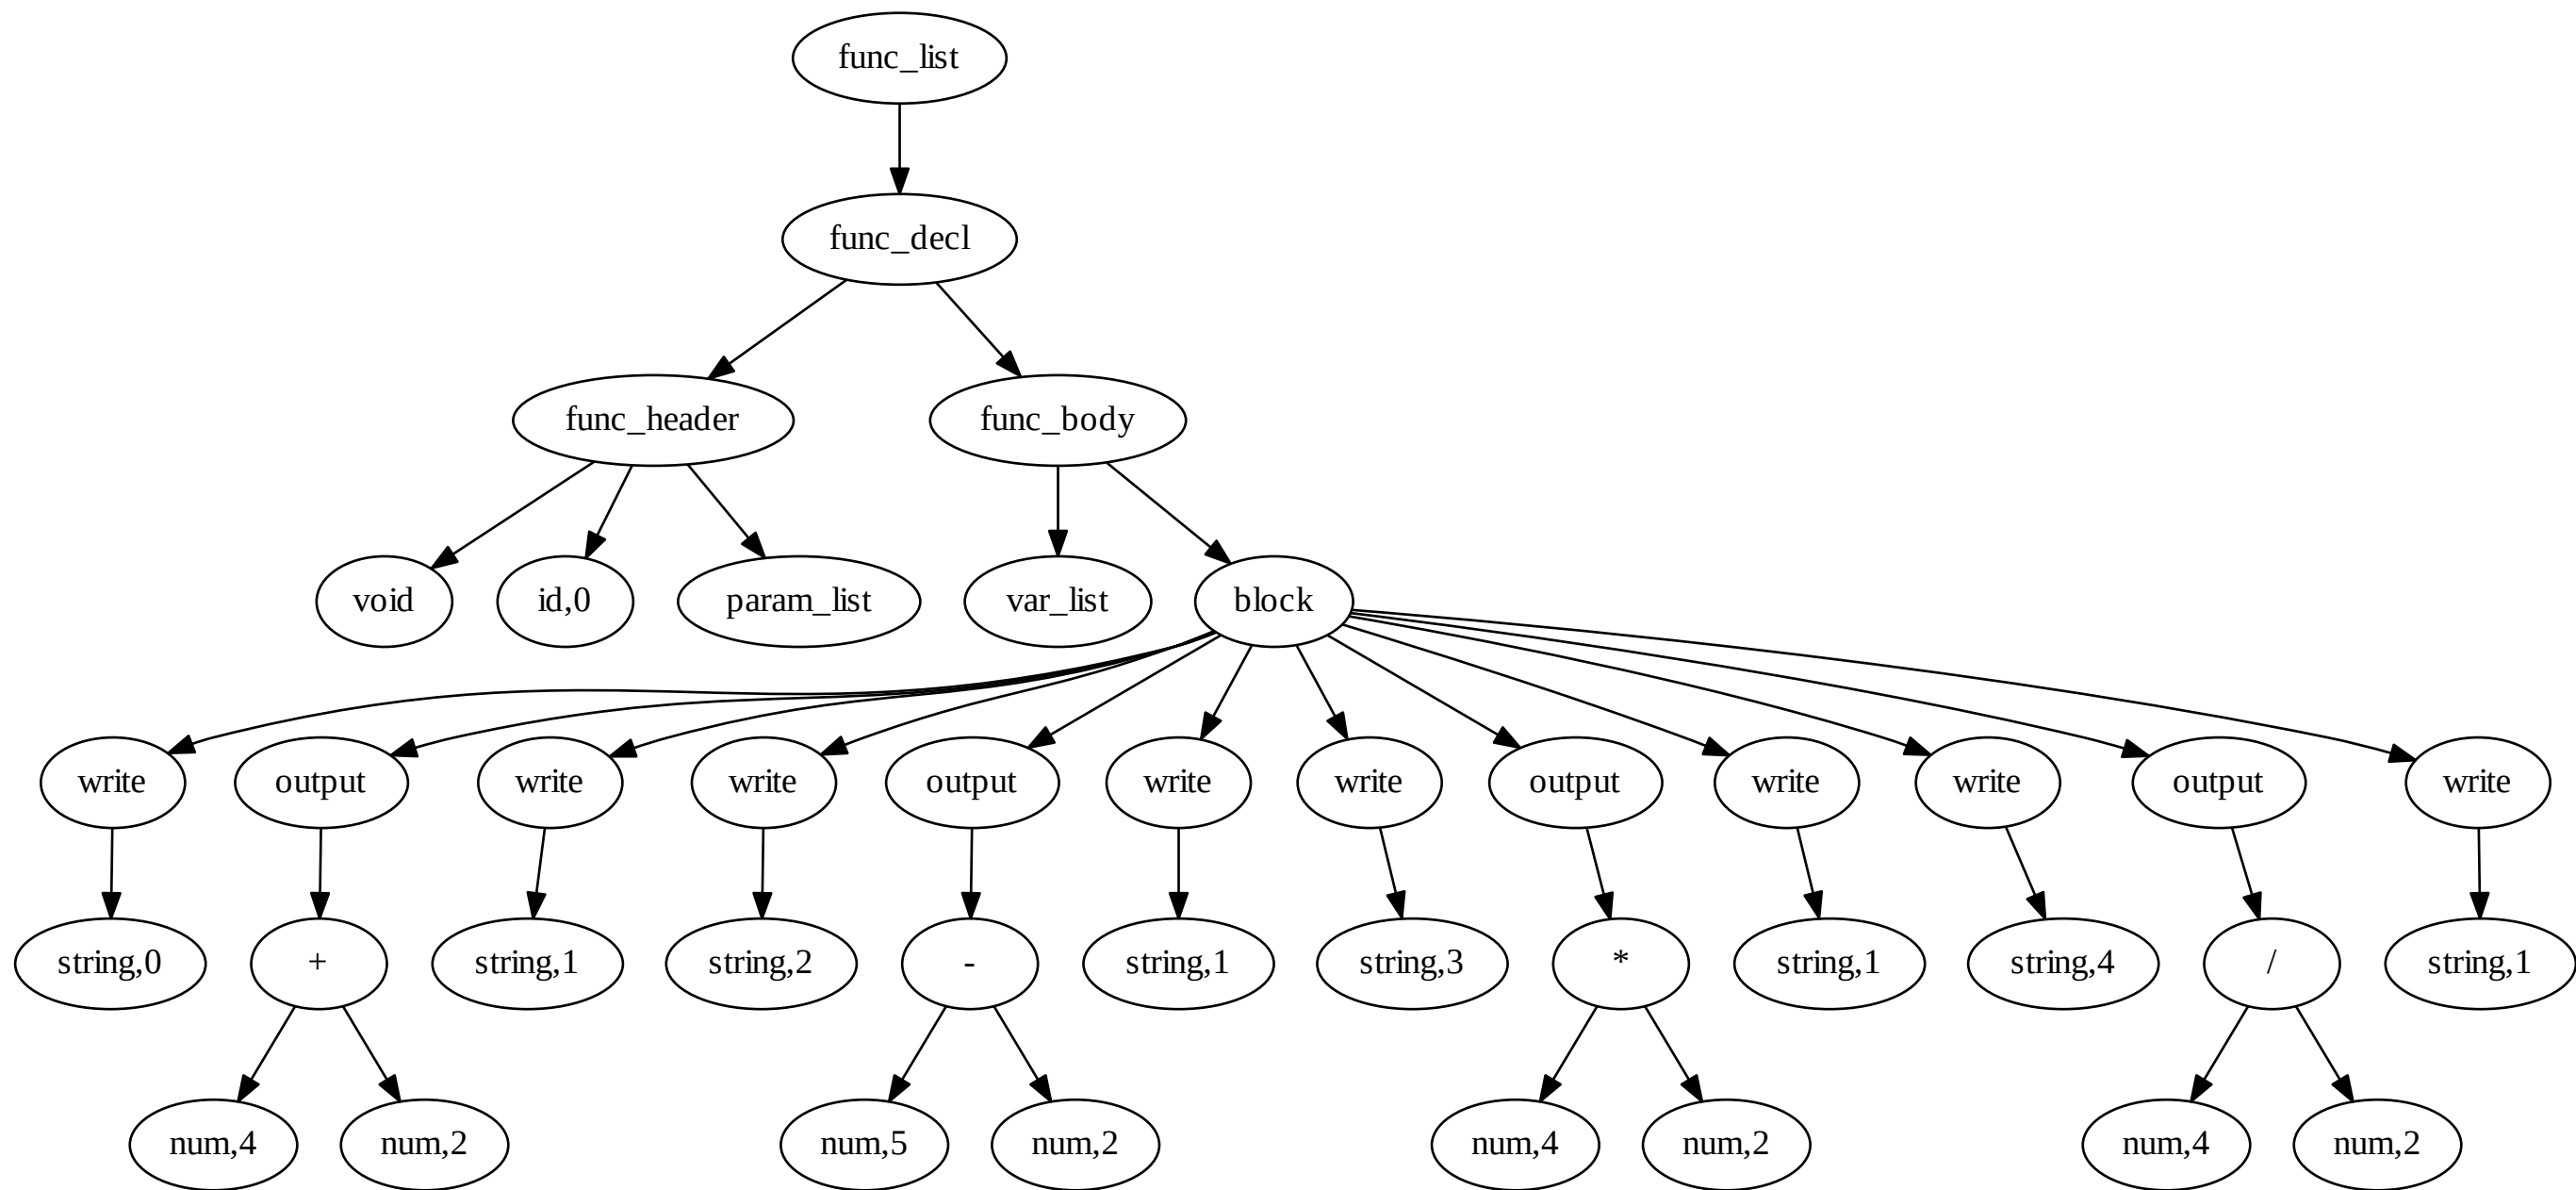 func_list
func_decl
func_header
func_body
void
id,0
param_list
var_list
block
write
output
write
write
output
write
write
output
write
write
output
write
string,0
+
string,1
string,2
-
string,1
string,3
*
string,1
string,4
/
string,1
num,4
num,2
num,5
num,2
num,4
num,2
num,4
num,2